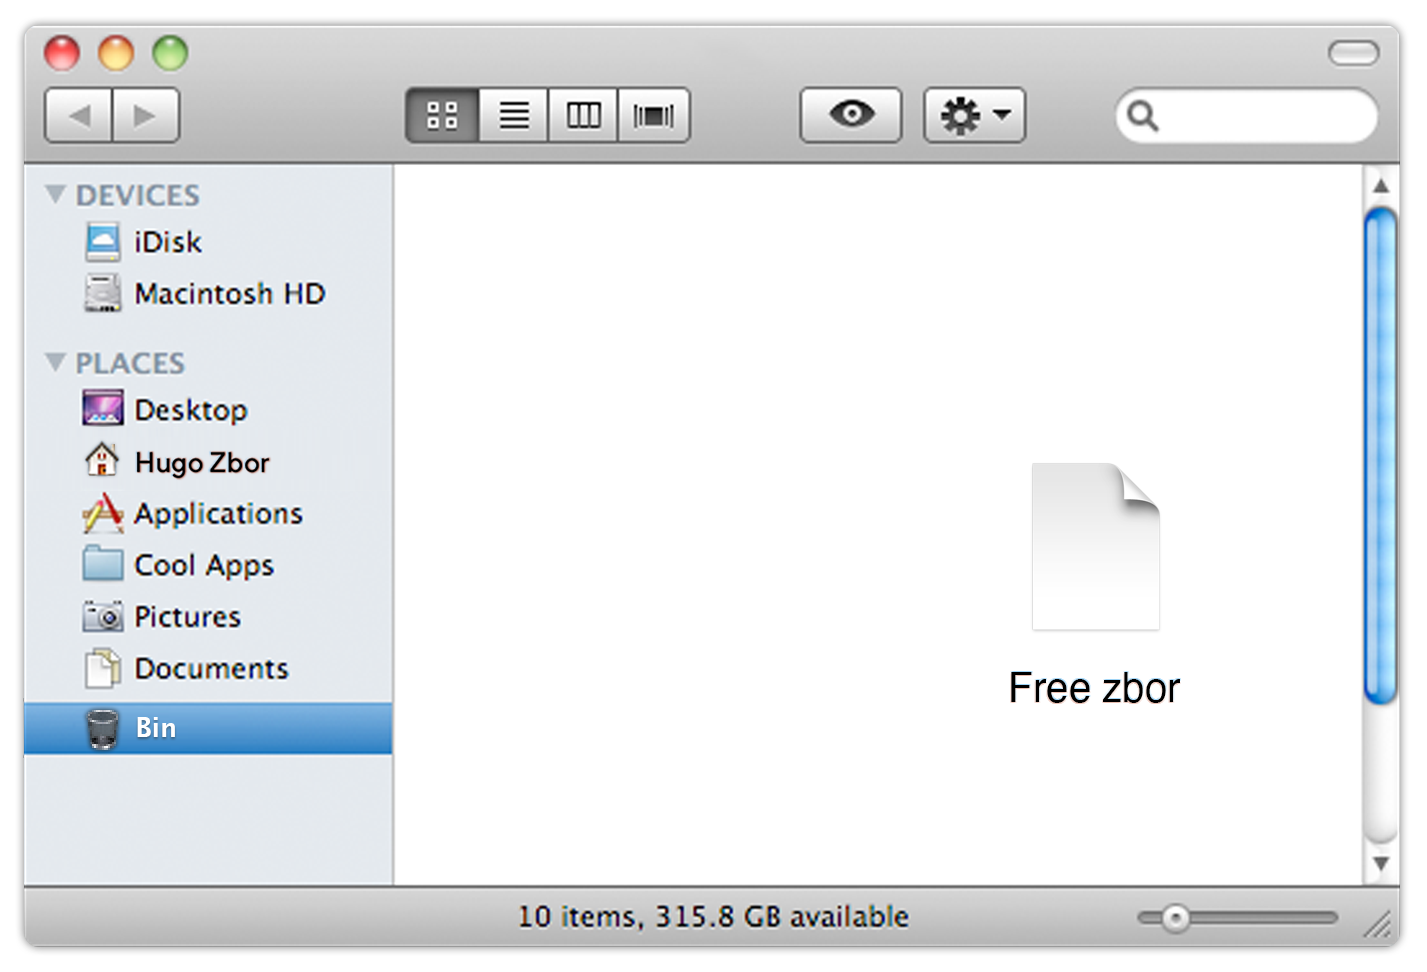 DEVICES
iDisk
Macintosh HD
PLACES
Desktop
Hugo Zbor
Applications
Cool Apps
Pictures
Documents
Bin
Free zbor
10 items, 315.8 GB available